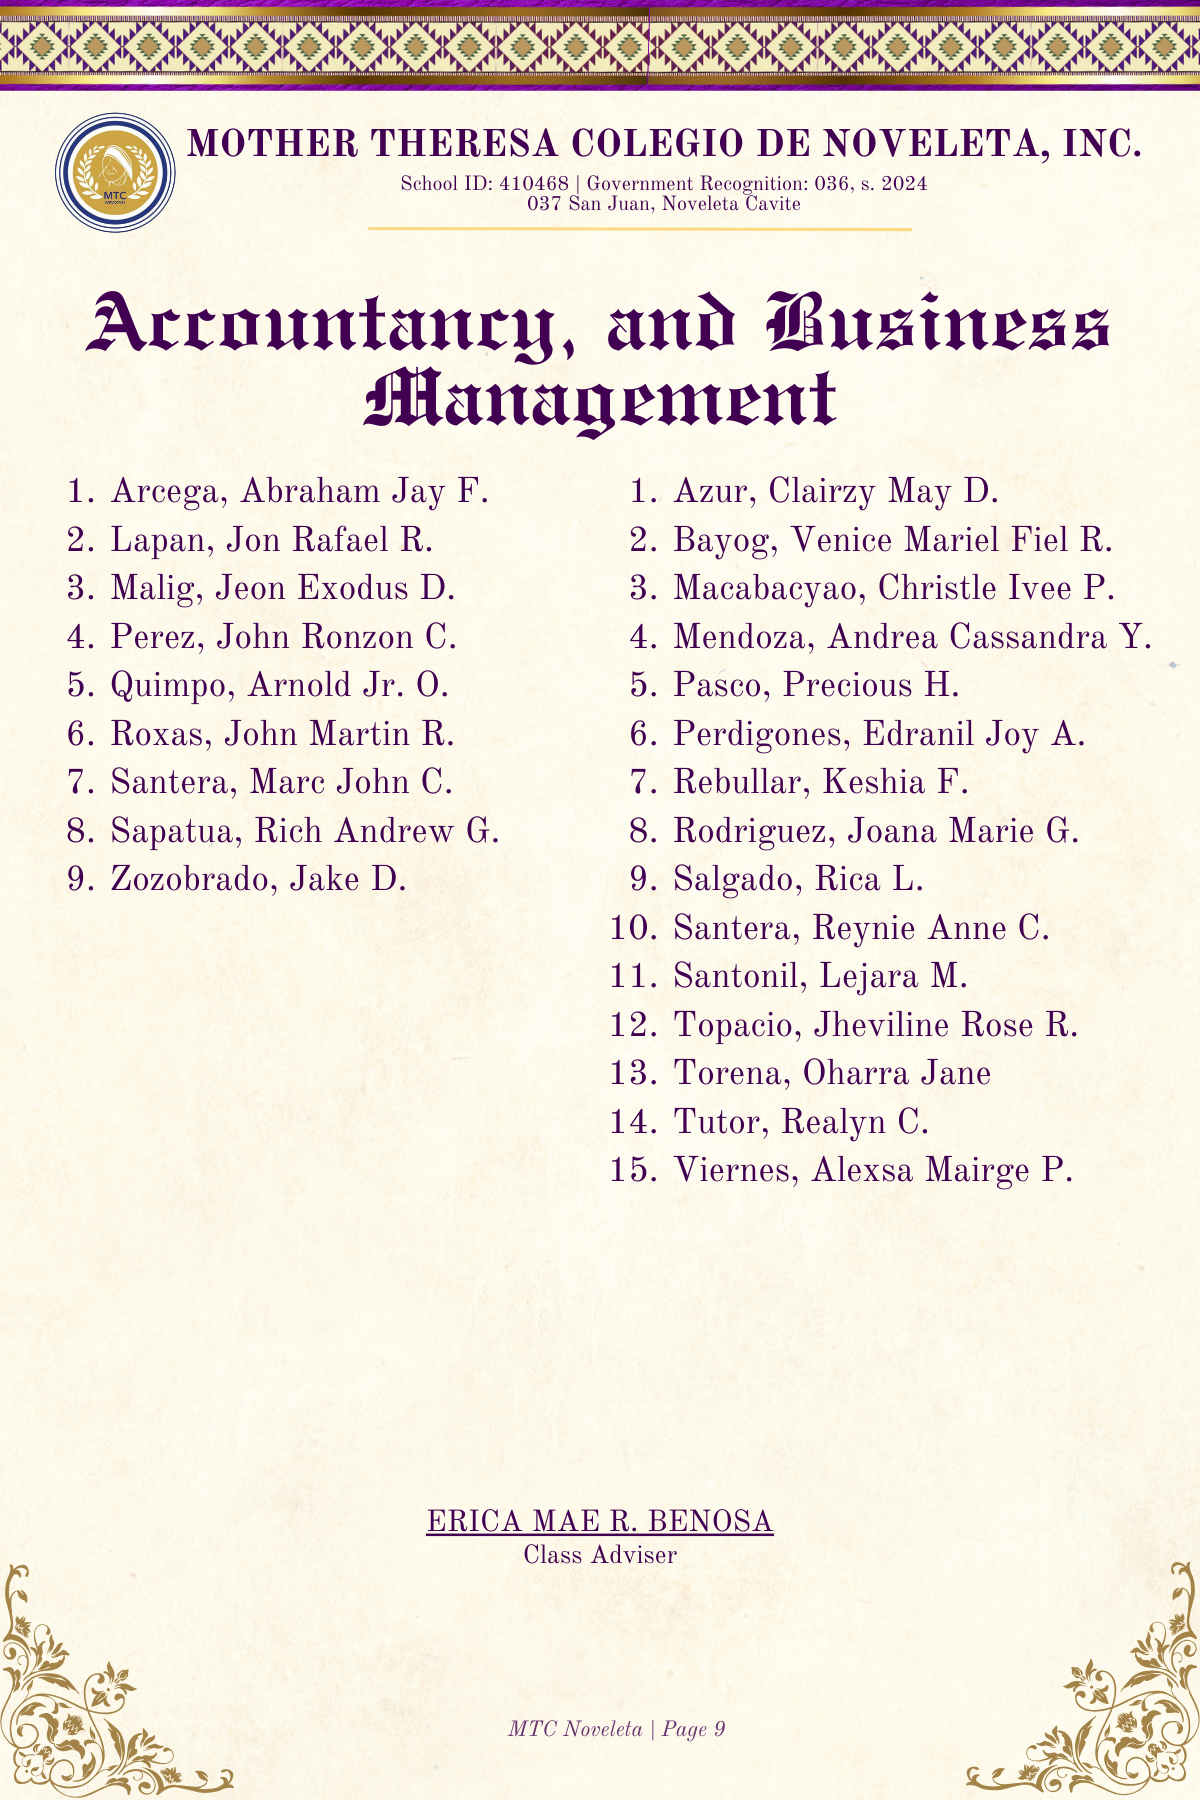 MOTHER THERESA COLEGIO DE NOVELETA, INC.
School ID: 410468 | Government Recognition: 036, s. 2024
037 San Juan, Noveleta Cavite
MTC
Accountancy, and Business
Management
1. Arcega, Abraham Jay F.
2. Lapan, Jon Rafael R.
3. Malig, Jeon Exodus D.
4. Perez, John Ronzon C.
5. Quimpo, Arnold Jr. O.
6. Roxas, John Martin R.
7. Santera, Marc John C.
8. Sapatua, Rich Andrew G.
9. Zozobrado, Jake D.
1. Azur, Clairzy May D.
2. Bayog, Venice Mariel Fiel R.
3. Macabacyao, Christle Ivee P.
4. Mendoza, Andrea Cassandra Y.
5. Pasco, Precious H.
6. Perdigones, Edranil Joy A.
7. Rebullar, Keshia F.
8. Rodriguez, Joana Marie G.
9. Salgado, Rica L.
10. Santera, Reynie Anne C.
11. Santonil, Lejara M.
12. Topacio, Jheviline Rose R.
13. Torena, Oharra Jane
14. Tutor, Realyn C.
15. Viernes, Alexsa Mairge P.
ERICA MAE R. BENOSA
Class Adviser
MTC Noveleta | Page 9